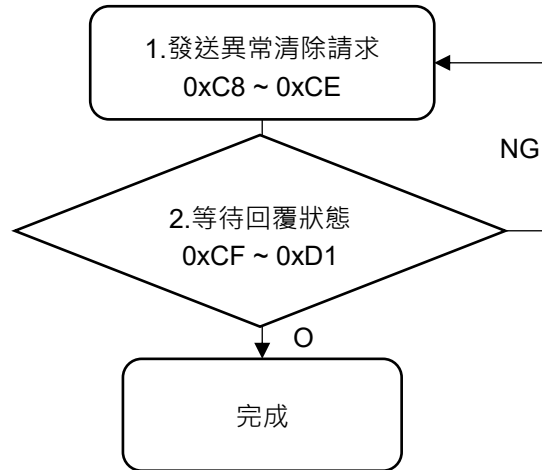 1.發送異常清除請求
0xC8 ~ 0xCE
NG
2.等待回覆狀態
0xCF ~ 0xD1
O
完成